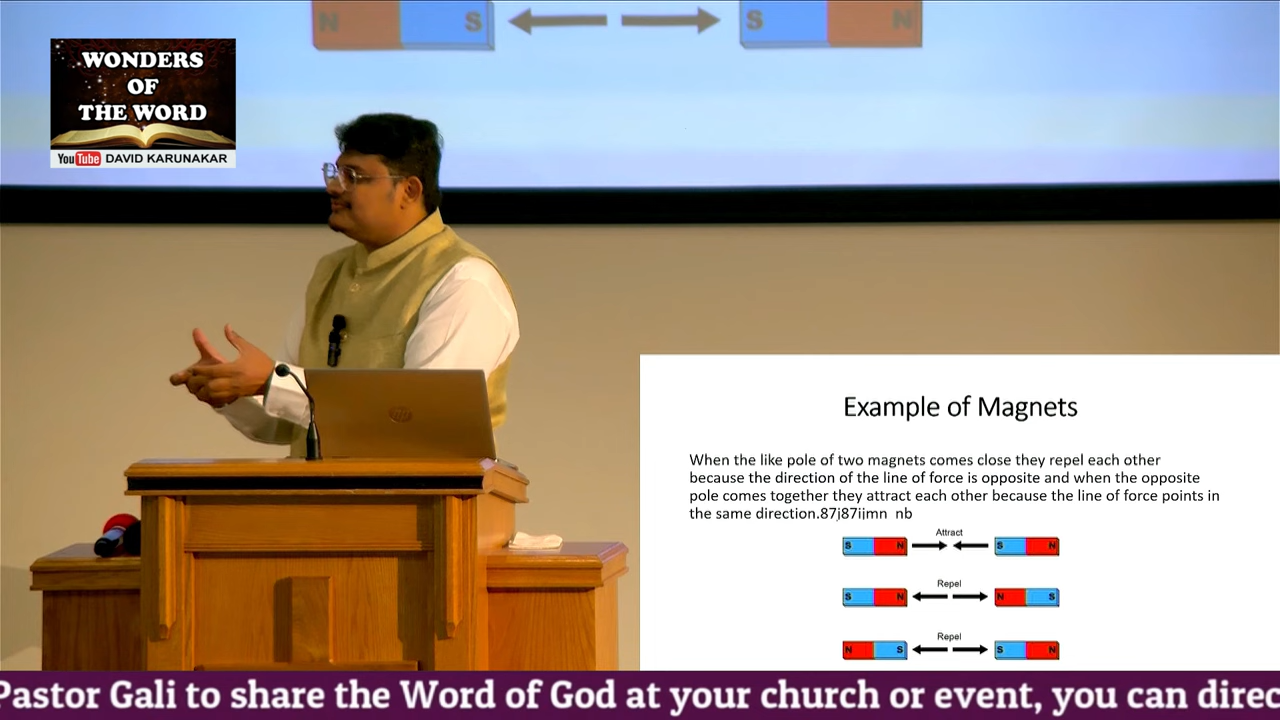 N S S N
WONDERS
OF
THE WORD
YouTube DAVID KARUNAKAR
Example of Magnets
When the like pole of two magnets comes close they repel each other
because the direction of the line of force is opposite and when the opposite
pole comes together they attract each other because the line of force points in
the same direction.87j87ijmn nb
Attract
S N S N
Repel
S N N S
Repel
N S S N
Pastor Gali to share the Word of God at your church or event, you can direc